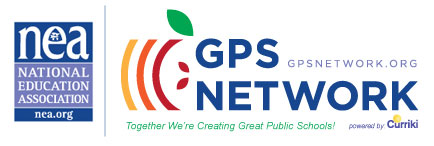 nea
NATIONAL
EDUCATION
ASSOCIATION
nea.org
GPS
GPSNETWORK.ORG
NETWORK
Together We're Creating Great Public Schools!
powered by Curriki